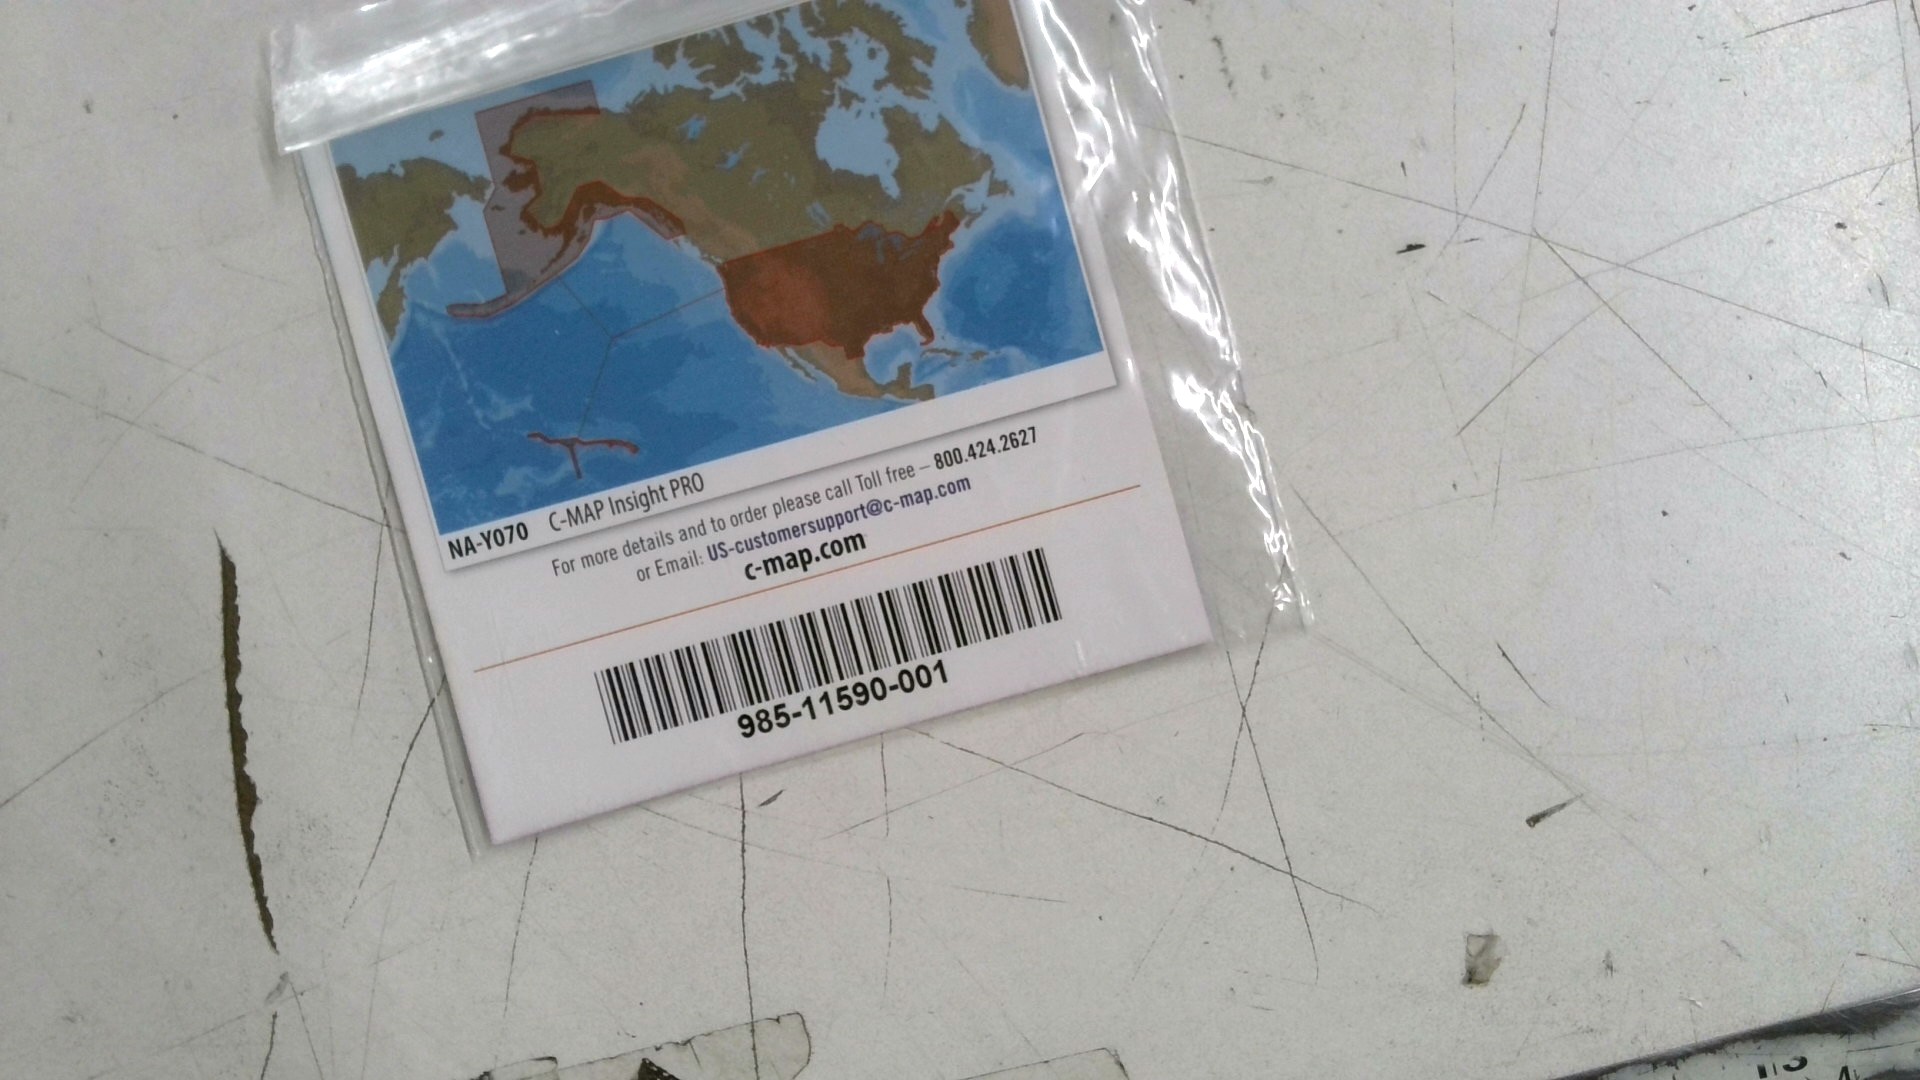 NA-Y070 C-MAP Insight PRO
For more details and to order please call Toll free – 800.424.2627
or Email: US-customersupport@c-map.com
c-map.com
985-11590-001